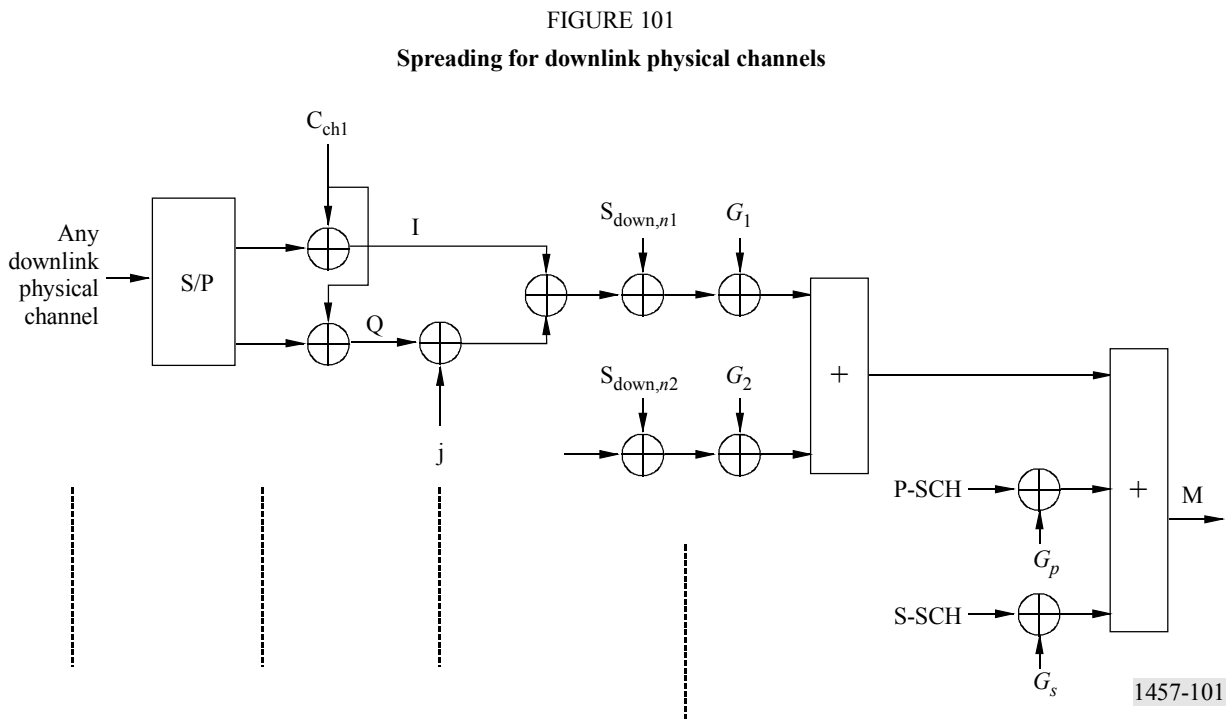 FIGURE 101
Spreading for downlink physical channels
C_ch1
Any
downlink
physical
channel
S/P
I
Q
j
S_down,n1
G_1
S_down,n2
G_2
+
P-SCH
G_p
S-SCH
G_s
+
M
1457-101